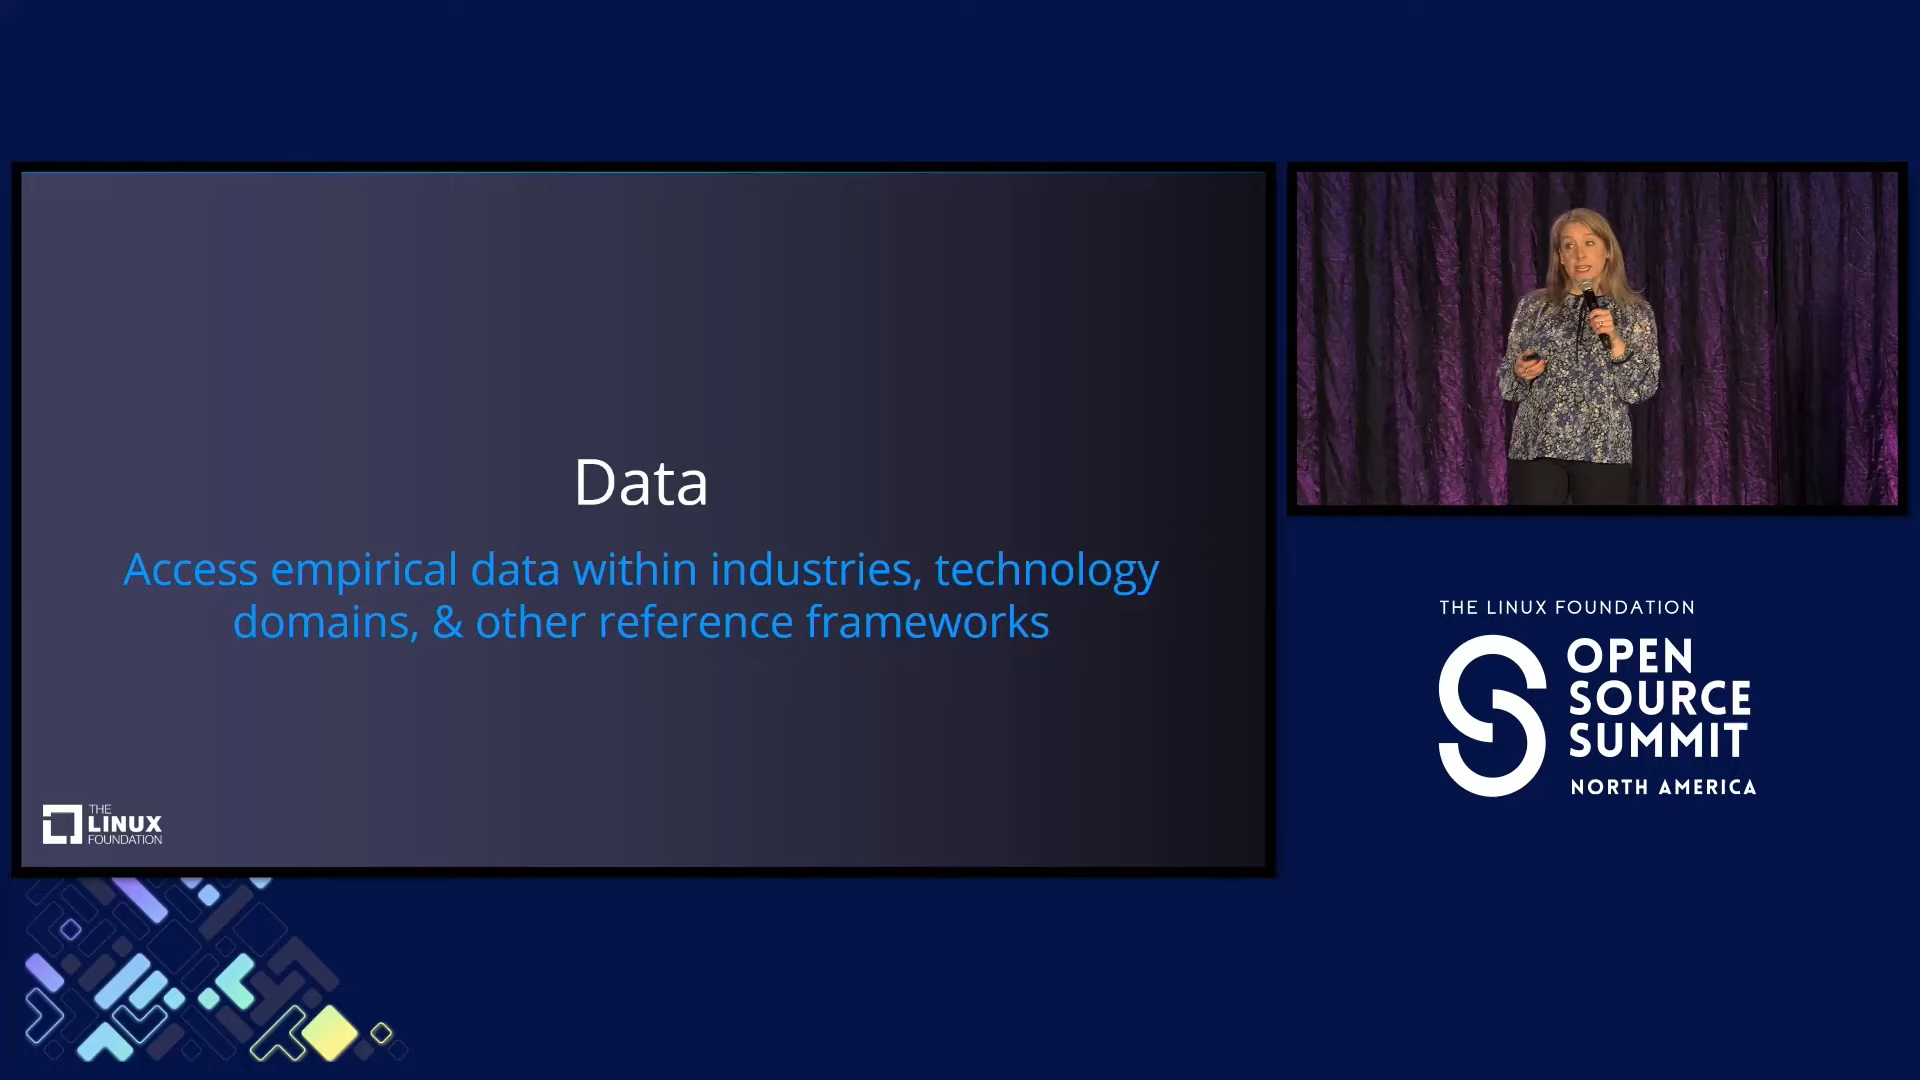 Data
Access empirical data within industries, technology
domains, & other reference frameworks
THE
LINUX
FOUNDATION
THE LINUX FOUNDATION
OPEN
SOURCE
SUMMIT
NORTH AMERICA